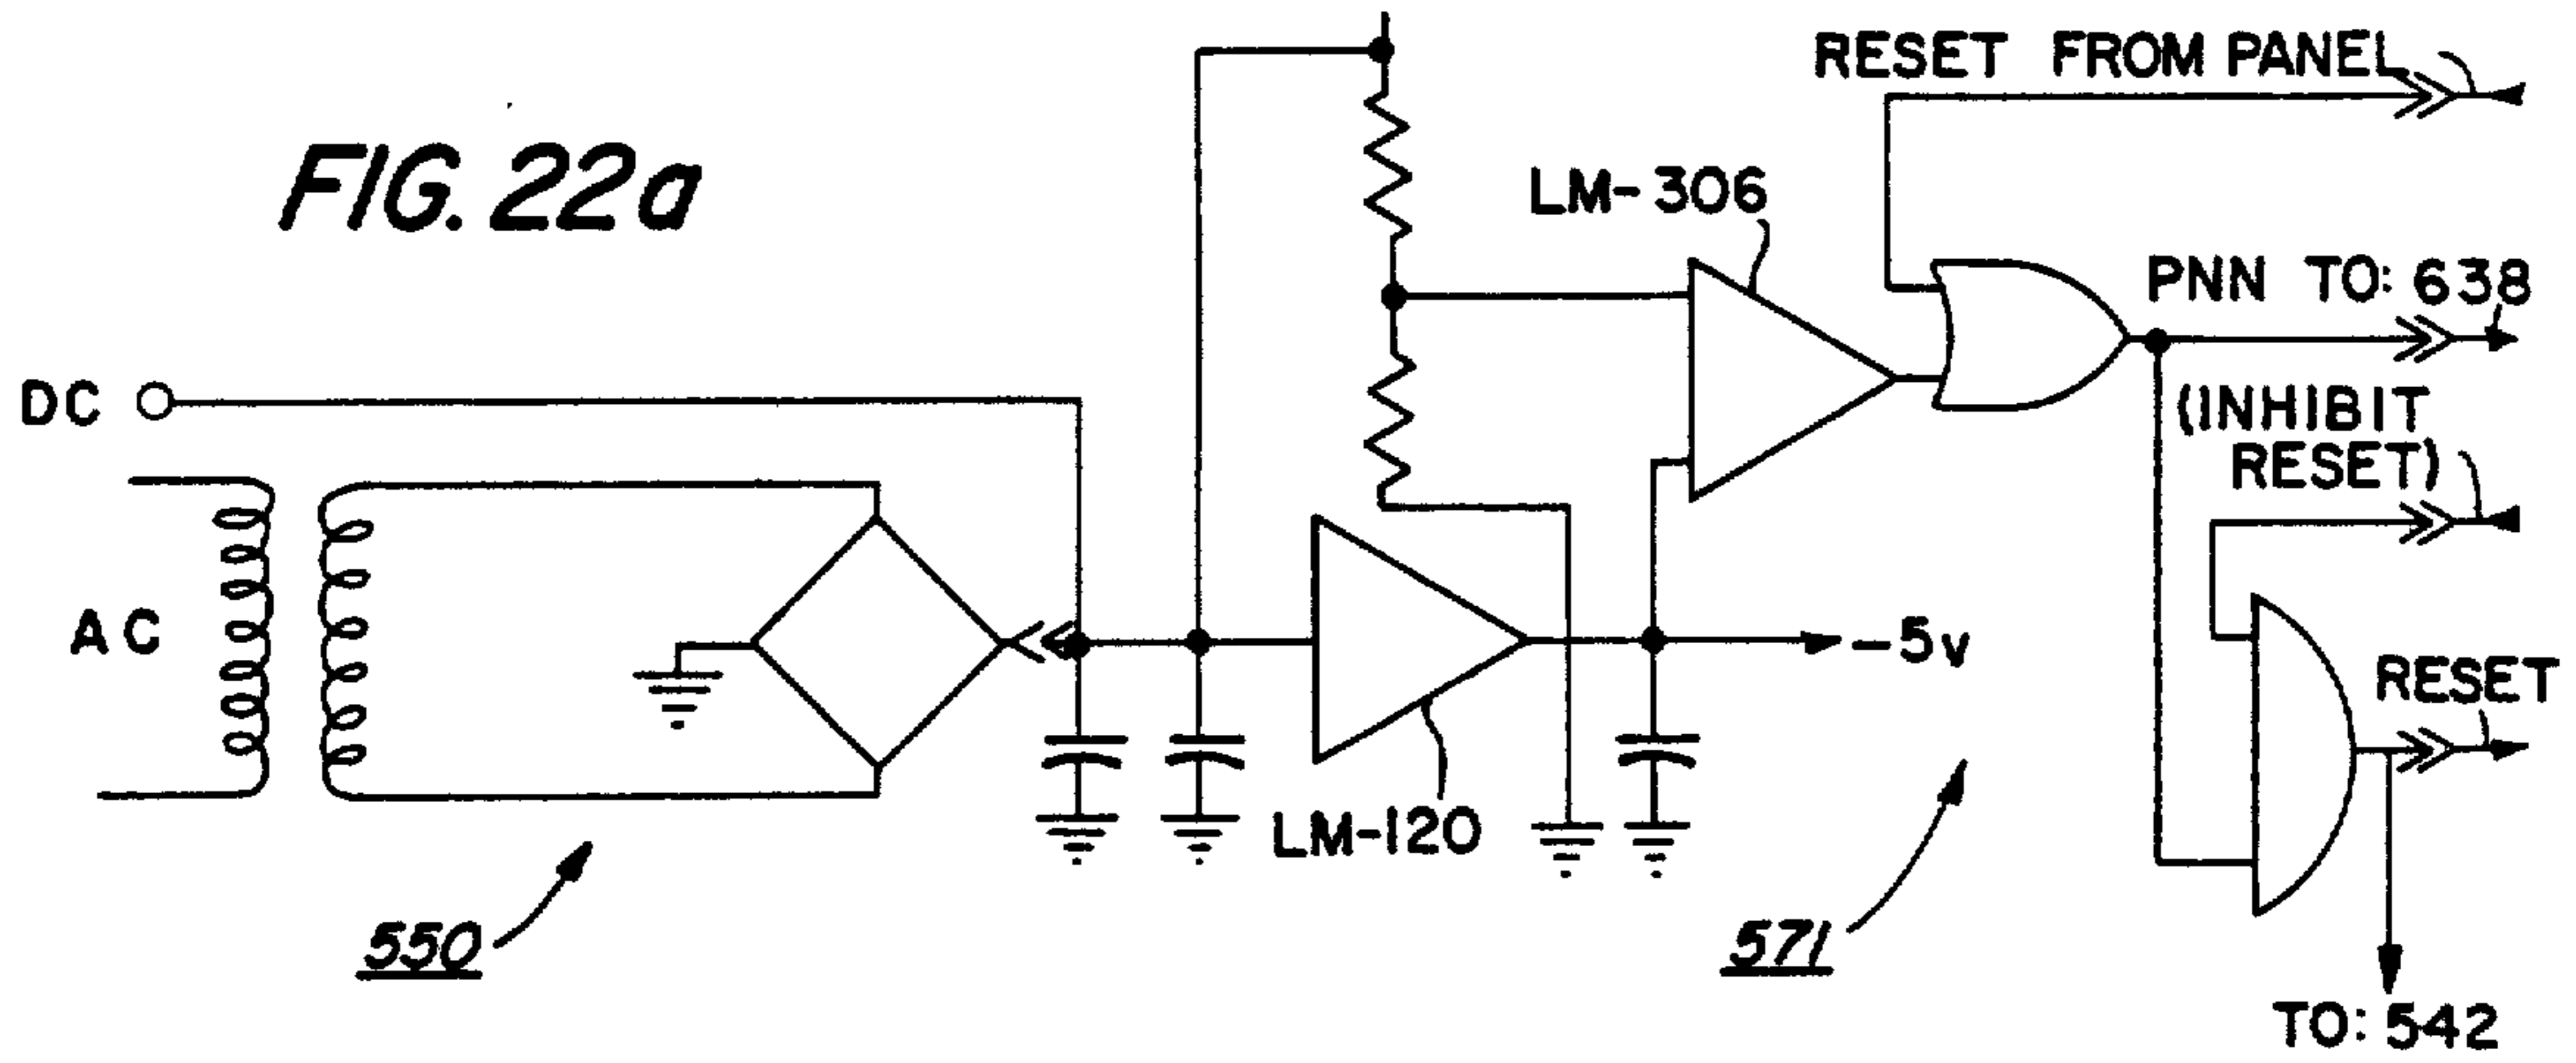 FIG. 22a
RESET FROM PANEL
LM-306
PNN TO: 638
DC
(INHIBIT
RESET)
AC
-5v
RESET
LM-120
550
571
TO: 542